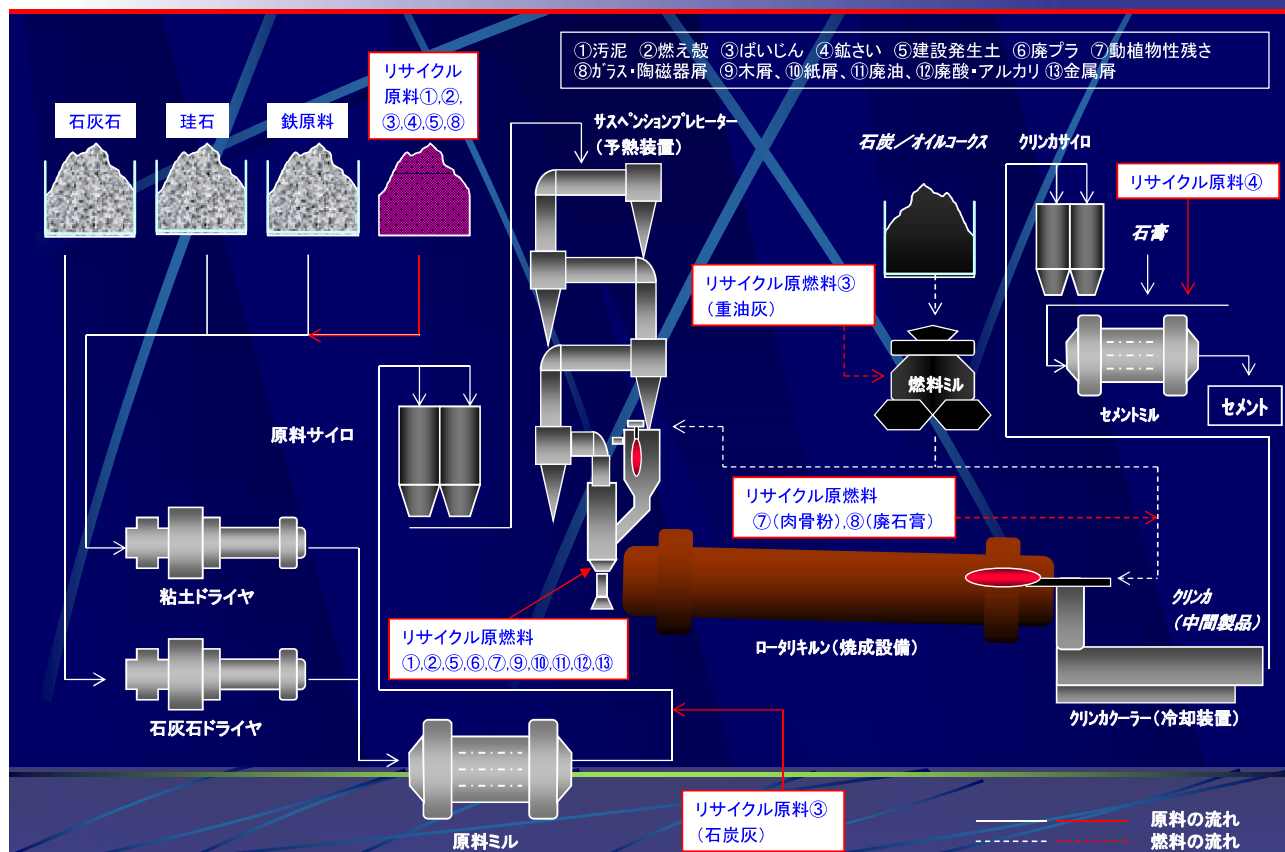 ①汚泥 ②燃え殻 ③ばいじん ④鉱さい ⑤建設発生土 ⑥廃プラ ⑦動植物性残さ
⑧ガラス・陶磁器屑 ⑨木屑、⑩紙屑、⑪廃油、⑫廃酸・アルカリ ⑬金属屑
石灰石
珪石
鉄原料
リサイクル
原料①,②,
③,④,⑤,⑧
サスペンションプレヒーター
(予熱装置)
石炭/オイルコークス
クリンカサイロ
リサイクル原料④
石膏
リサイクル原燃料③
(重油灰)
燃料ミル
セメントミル
セメント
原料サイロ
リサイクル原燃料
⑦(肉骨粉),⑧(廃石膏)
粘土ドライヤ
クリンカ
(中間製品)
リサイクル原燃料
①,②,⑤,⑥,⑦,⑨,⑩,⑪,⑫,⑬
ロータリキルン(焼成設備)
石灰石ドライヤ
クリンカクーラー(冷却装置)
リサイクル原料③
(石炭灰)
原料ミル
原料の流れ
燃料の流れ